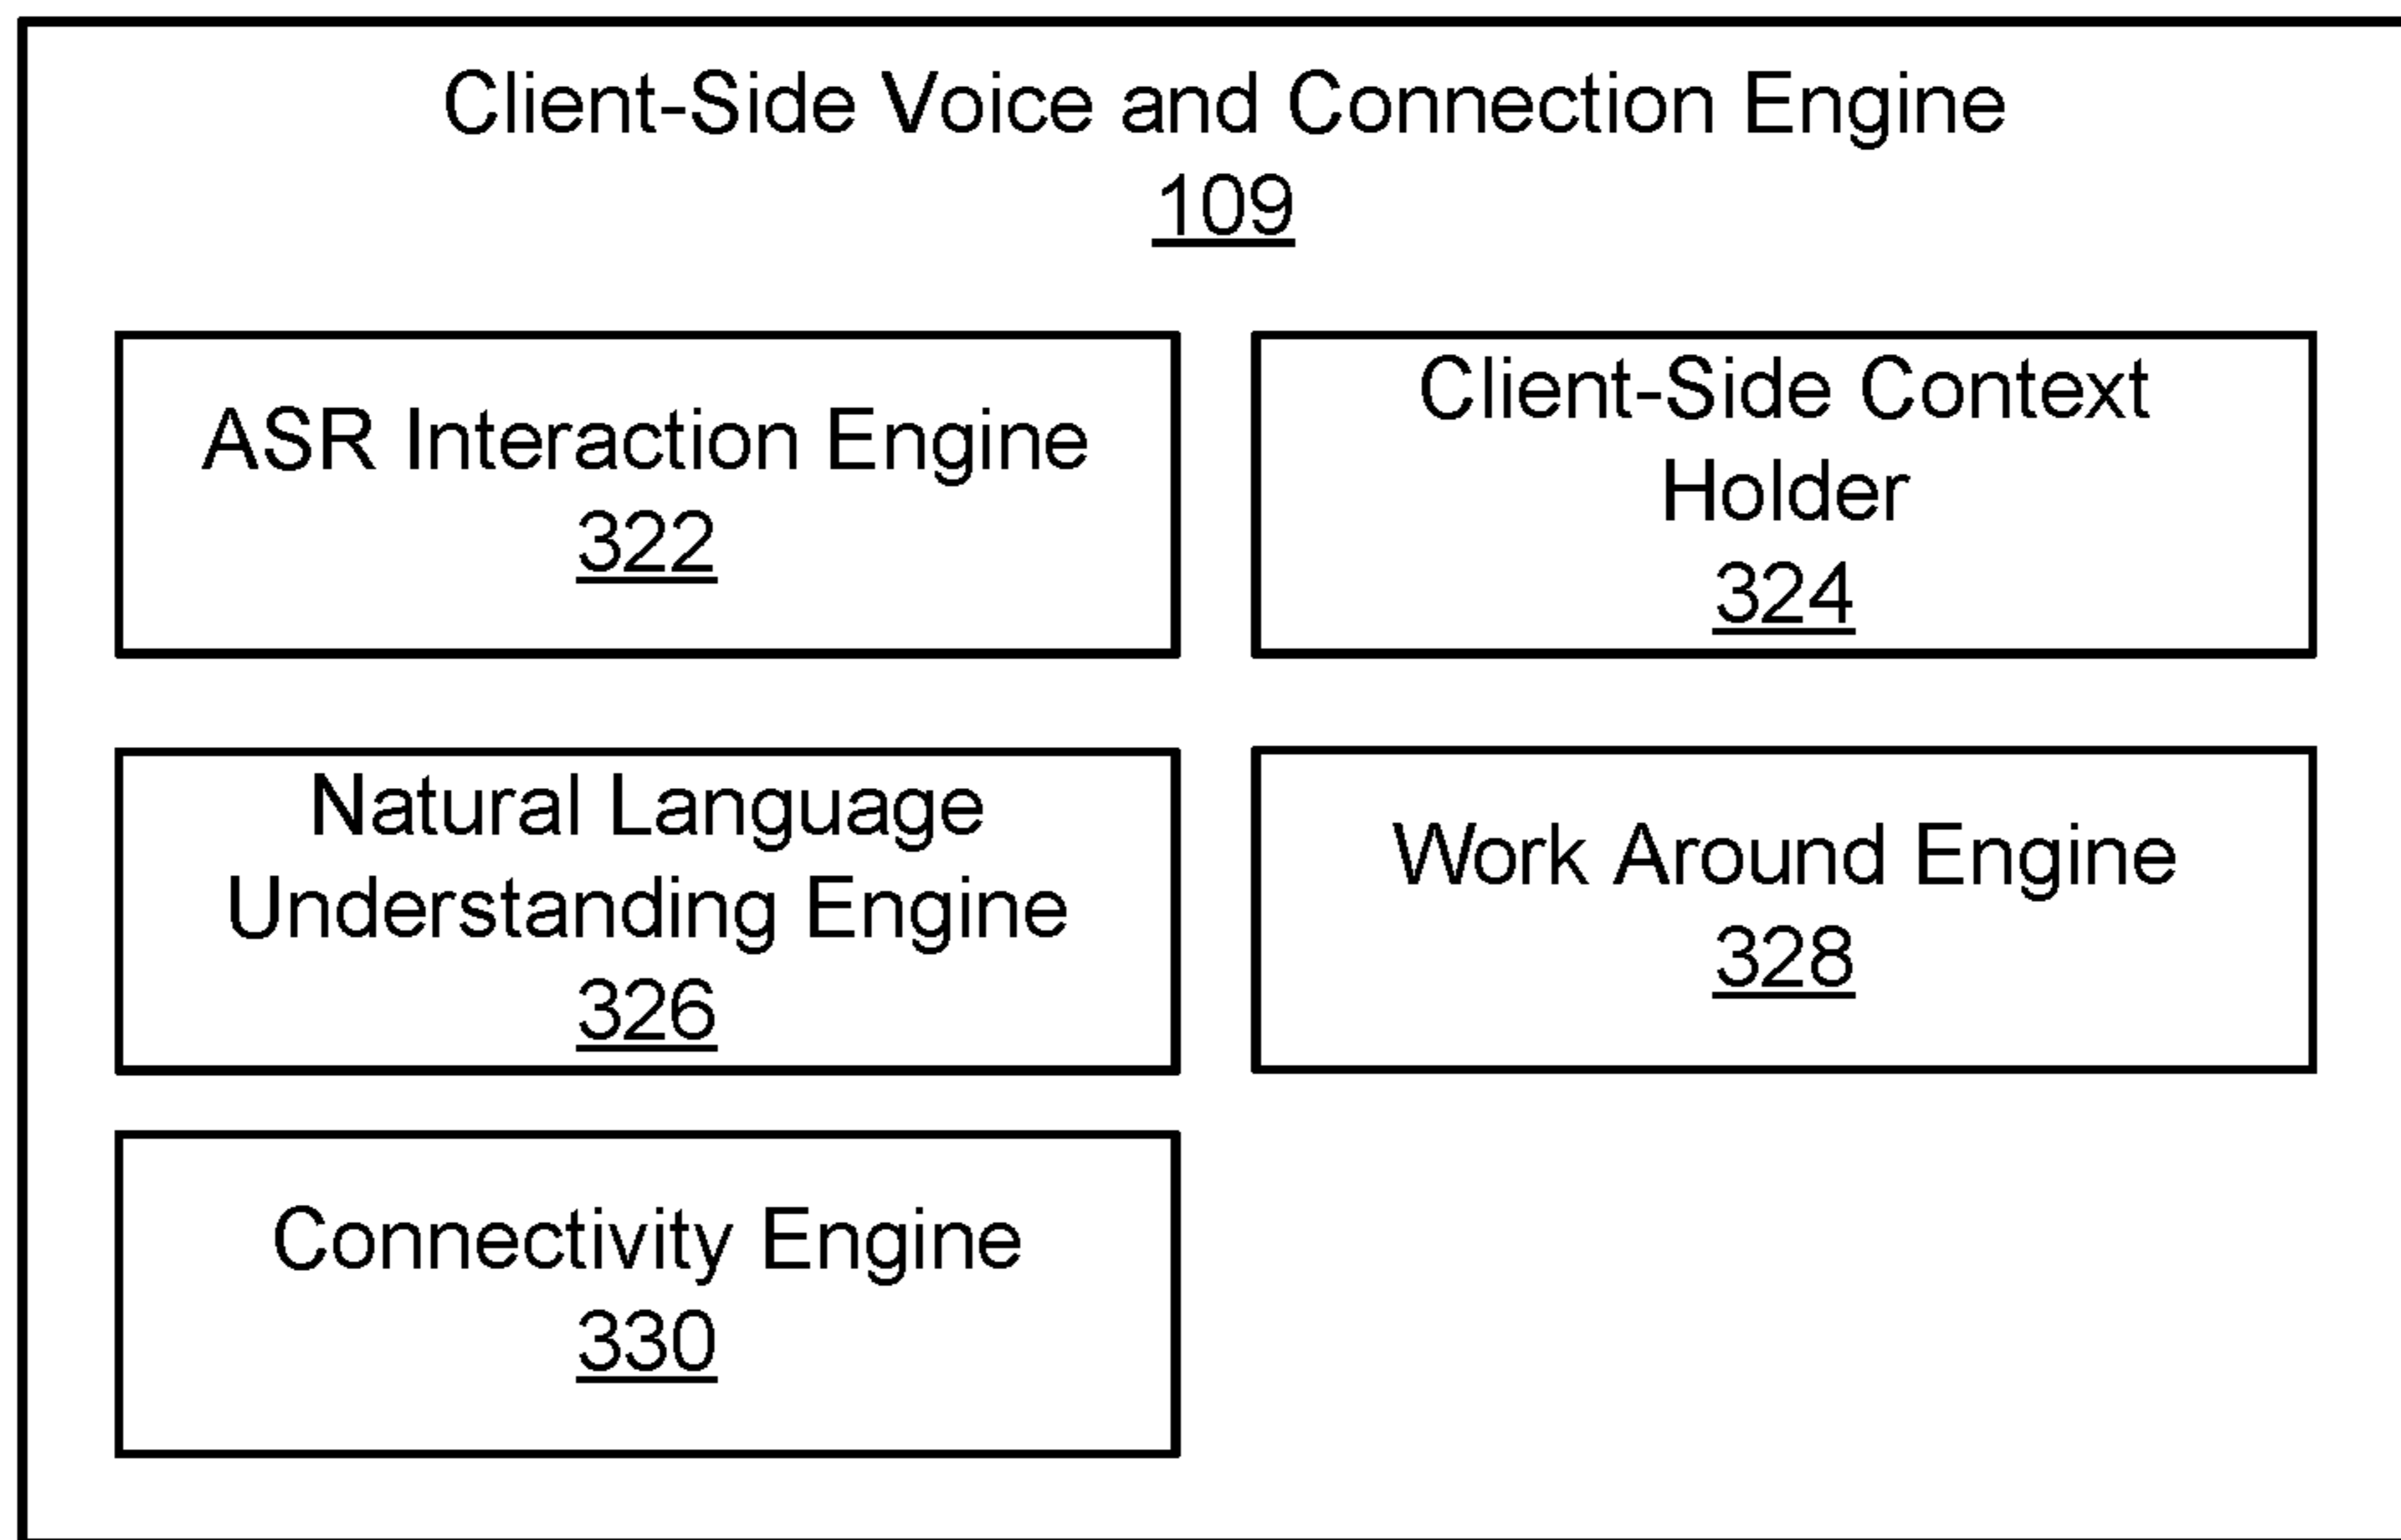 Client-Side Voice and Connection Engine
109
ASR Interaction Engine
322
Client-Side Context
Holder
324
Natural Language
Understanding Engine
326
Work Around Engine
328
Connectivity Engine
330